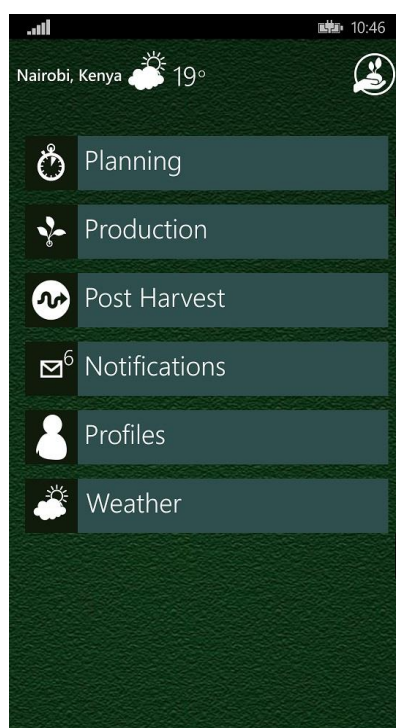 10:46
Nairobi, Kenya 19°
Planning
Production
Post Harvest
6
Notifications
Profiles
Weather